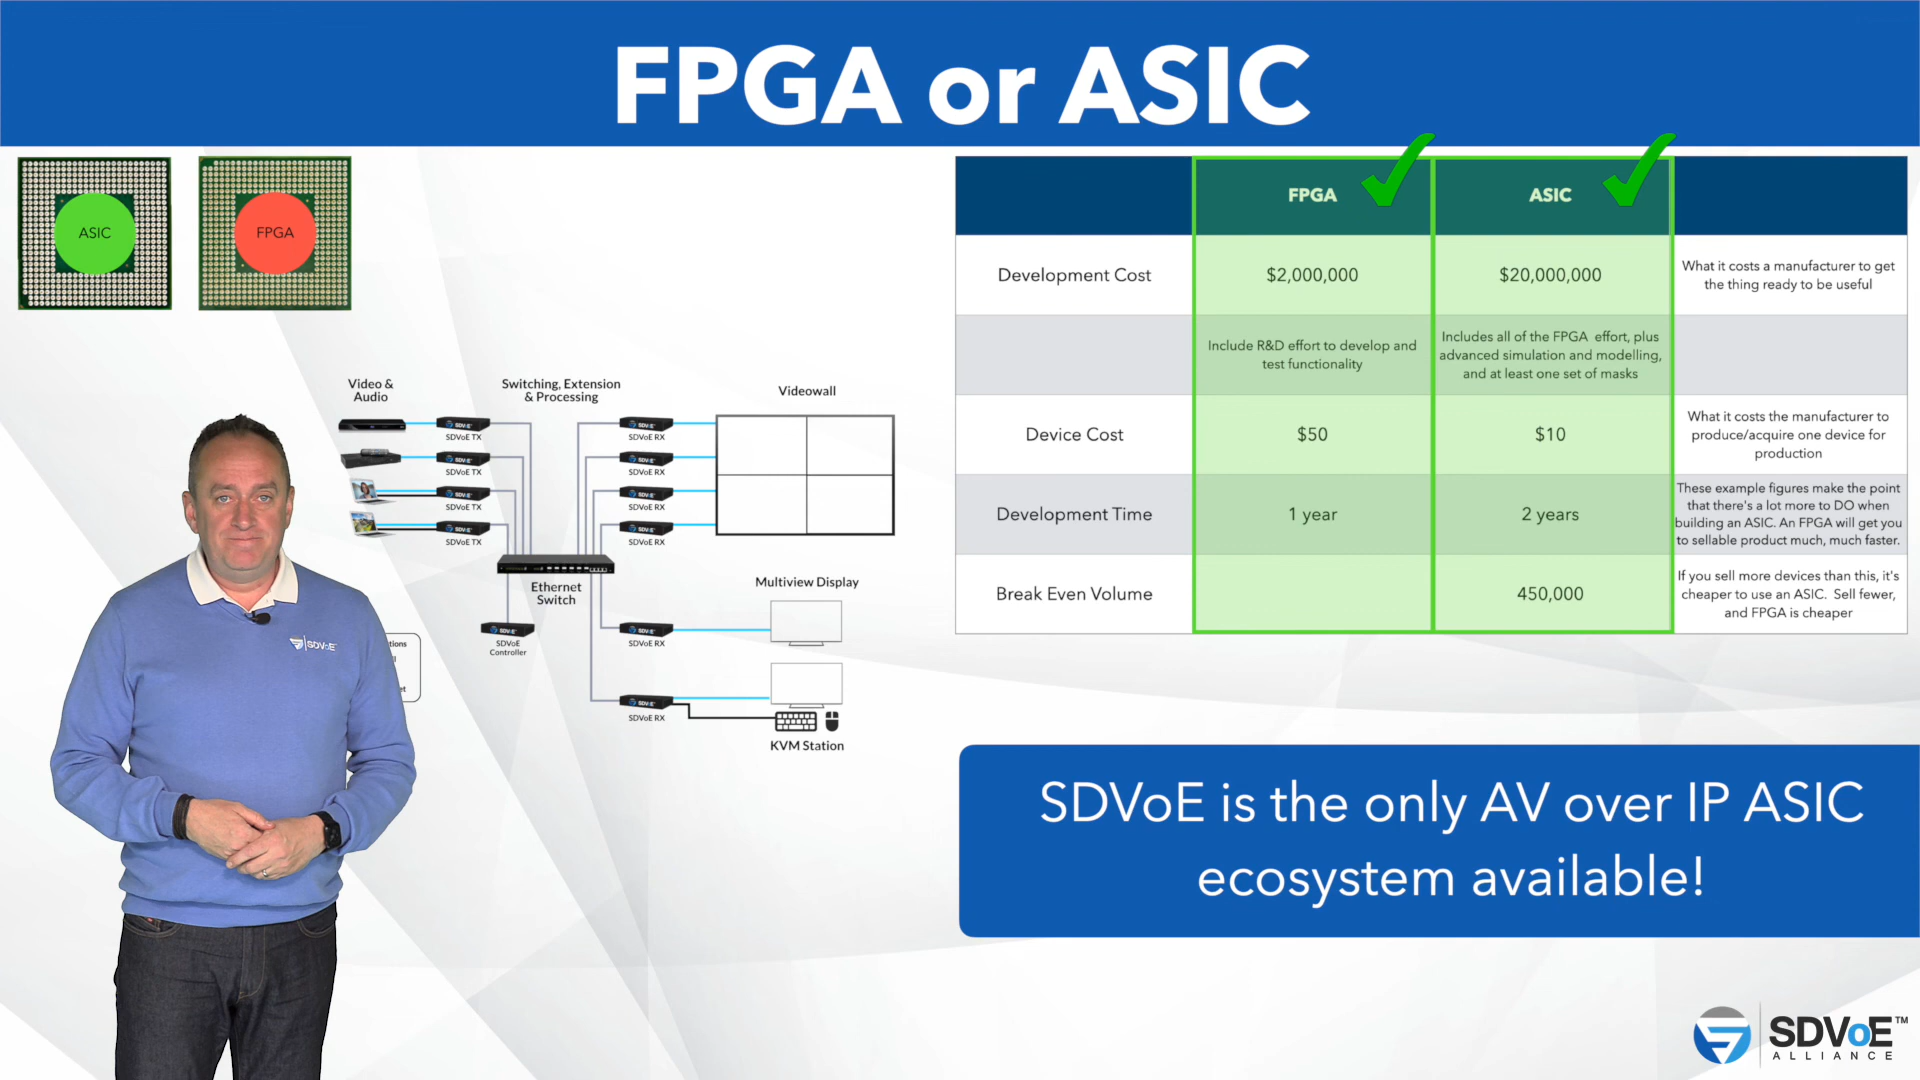 FPGA or ASIC
ASIC
FPGA
Video &
Audio
Switching, Extension
& Processing
Videowall
SDVoE TX
SDVoE TX
SDVoE TX
SDVoE TX
SDVoE RX
SDVoE RX
SDVoE RX
SDVoE RX
Ethernet
Switch
Multiview Display
SDVoE
Controller
SDVoE RX
SDVoE RX
KVM Station
SDVoE
tions
FPGA
ASIC
Development Cost
$2,000,000
$20,000,000
What it costs a manufacturer to get
the thing ready to be useful
Include R&D effort to develop and
test functionality
Includes all of the FPGA effort, plus
advanced simulation and modelling,
and at least one set of masks
Device Cost
$50
$10
What it costs the manufacturer to
produce/acquire one device for
production
Development Time
1 year
2 years
These example figures make the point
that there's a lot more to DO when
building an ASIC. An FPGA will get you
to sellable product much, much faster.
Break Even Volume
450,000
If you sell more devices than this, it's
cheaper to use an ASIC. Sell fewer,
and FPGA is cheaper
SDVoE is the only AV over IP ASIC
ecosystem available!
SDVoE™
ALLIANCE